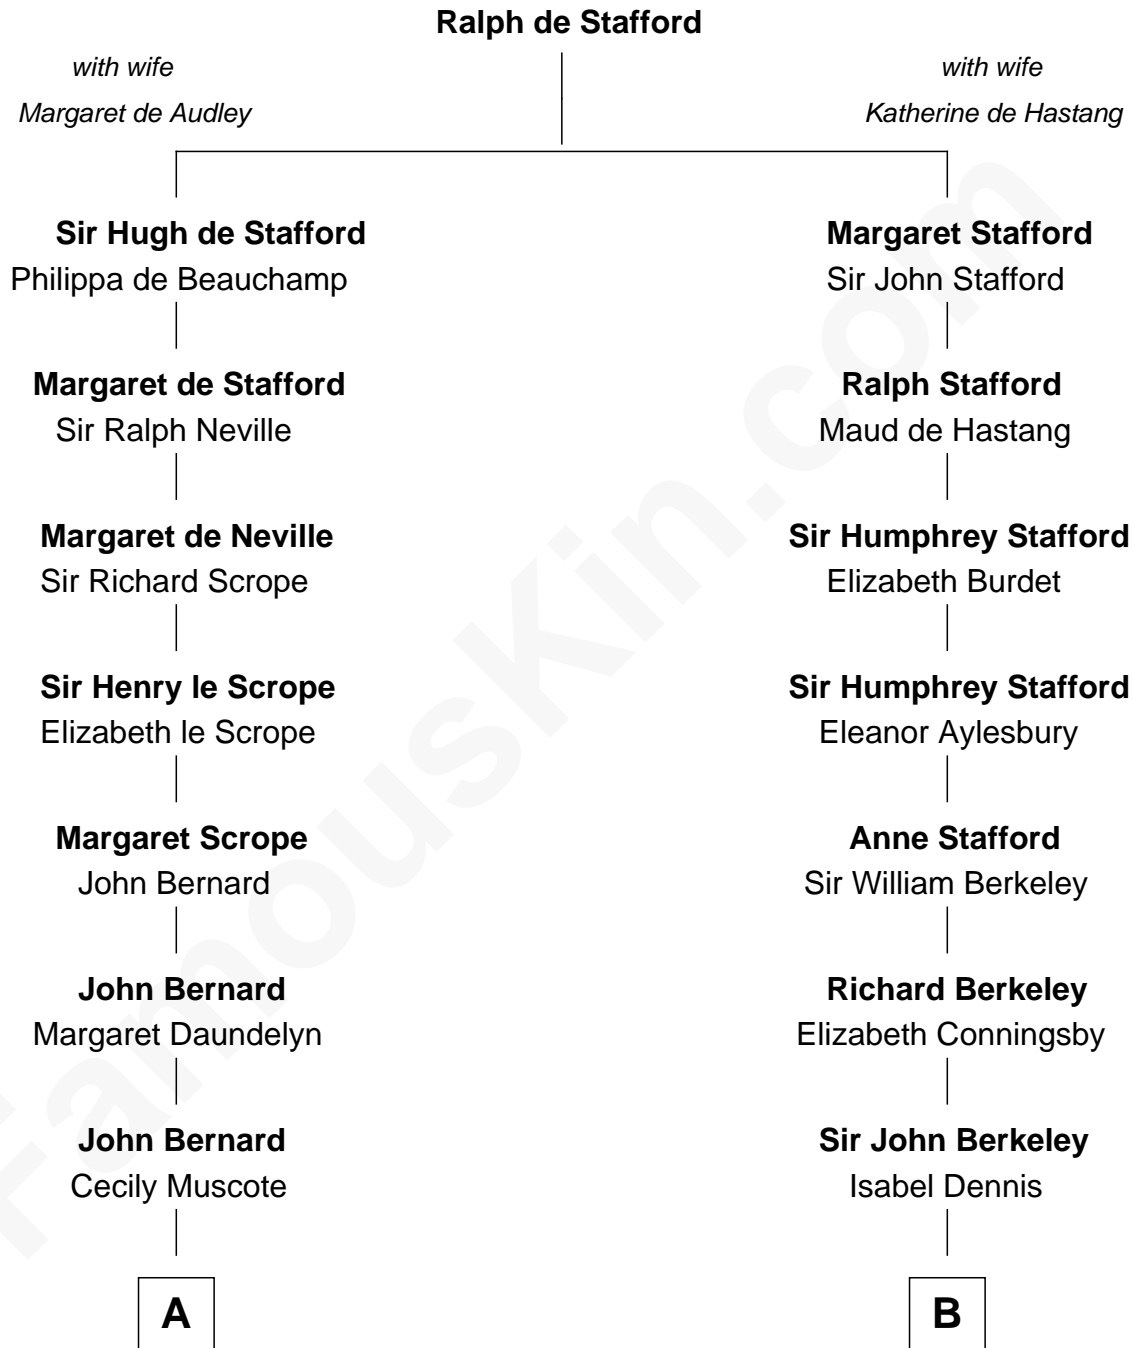 Ralph de Stafford
with wife
Margaret de Audley
with wife
Katherine de Hastang
Sir Hugh de Stafford
Philippa de Beauchamp
Margaret Stafford
Sir John Stafford
Margaret de Stafford
Sir Ralph Neville
Ralph Stafford
Maud de Hastang
Margaret de Neville
Sir Richard Scrope
Sir Humphrey Stafford
Elizabeth Burdet
Sir Henry le Scrope
Elizabeth le Scrope
Sir Humphrey Stafford
Eleanor Aylesbury
Margaret Scrope
John Bernard
Anne Stafford
Sir William Berkeley
John Bernard
Margaret Daundelyn
Richard Berkeley
Elizabeth Conningsby
John Bernard
Cecily Muscote
Sir John Berkeley
Isabel Dennis
A
B
FamousKin.com